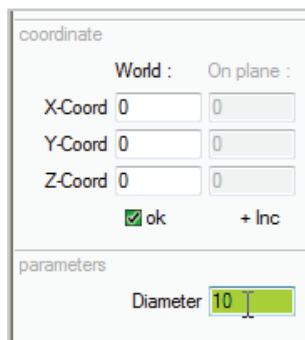 coordinate
World : On plane :
X-Coord 0 0
Y-Coord 0 0
Z-Coord 0 0
ok + Inc
parameters
Diameter 10